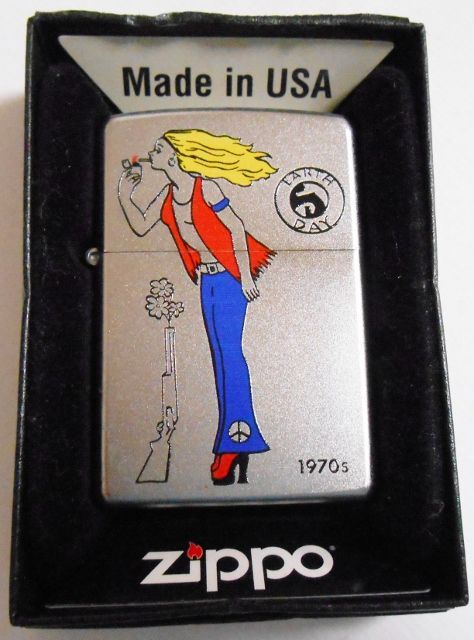 Made in USA
EARTH
DAY
1970s
zippo